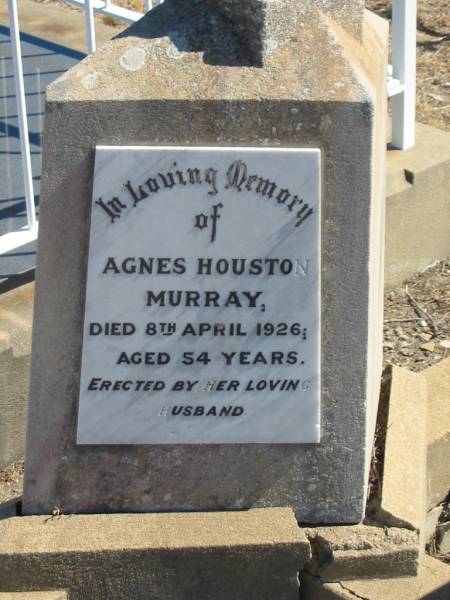 In Loving Memory
of
AGNES HOUSTON
MURRAY,
DIED 8TH APRIL 1926;
AGED 54 YEARS.
ERECTED BY HER LOVING
HUSBAND.